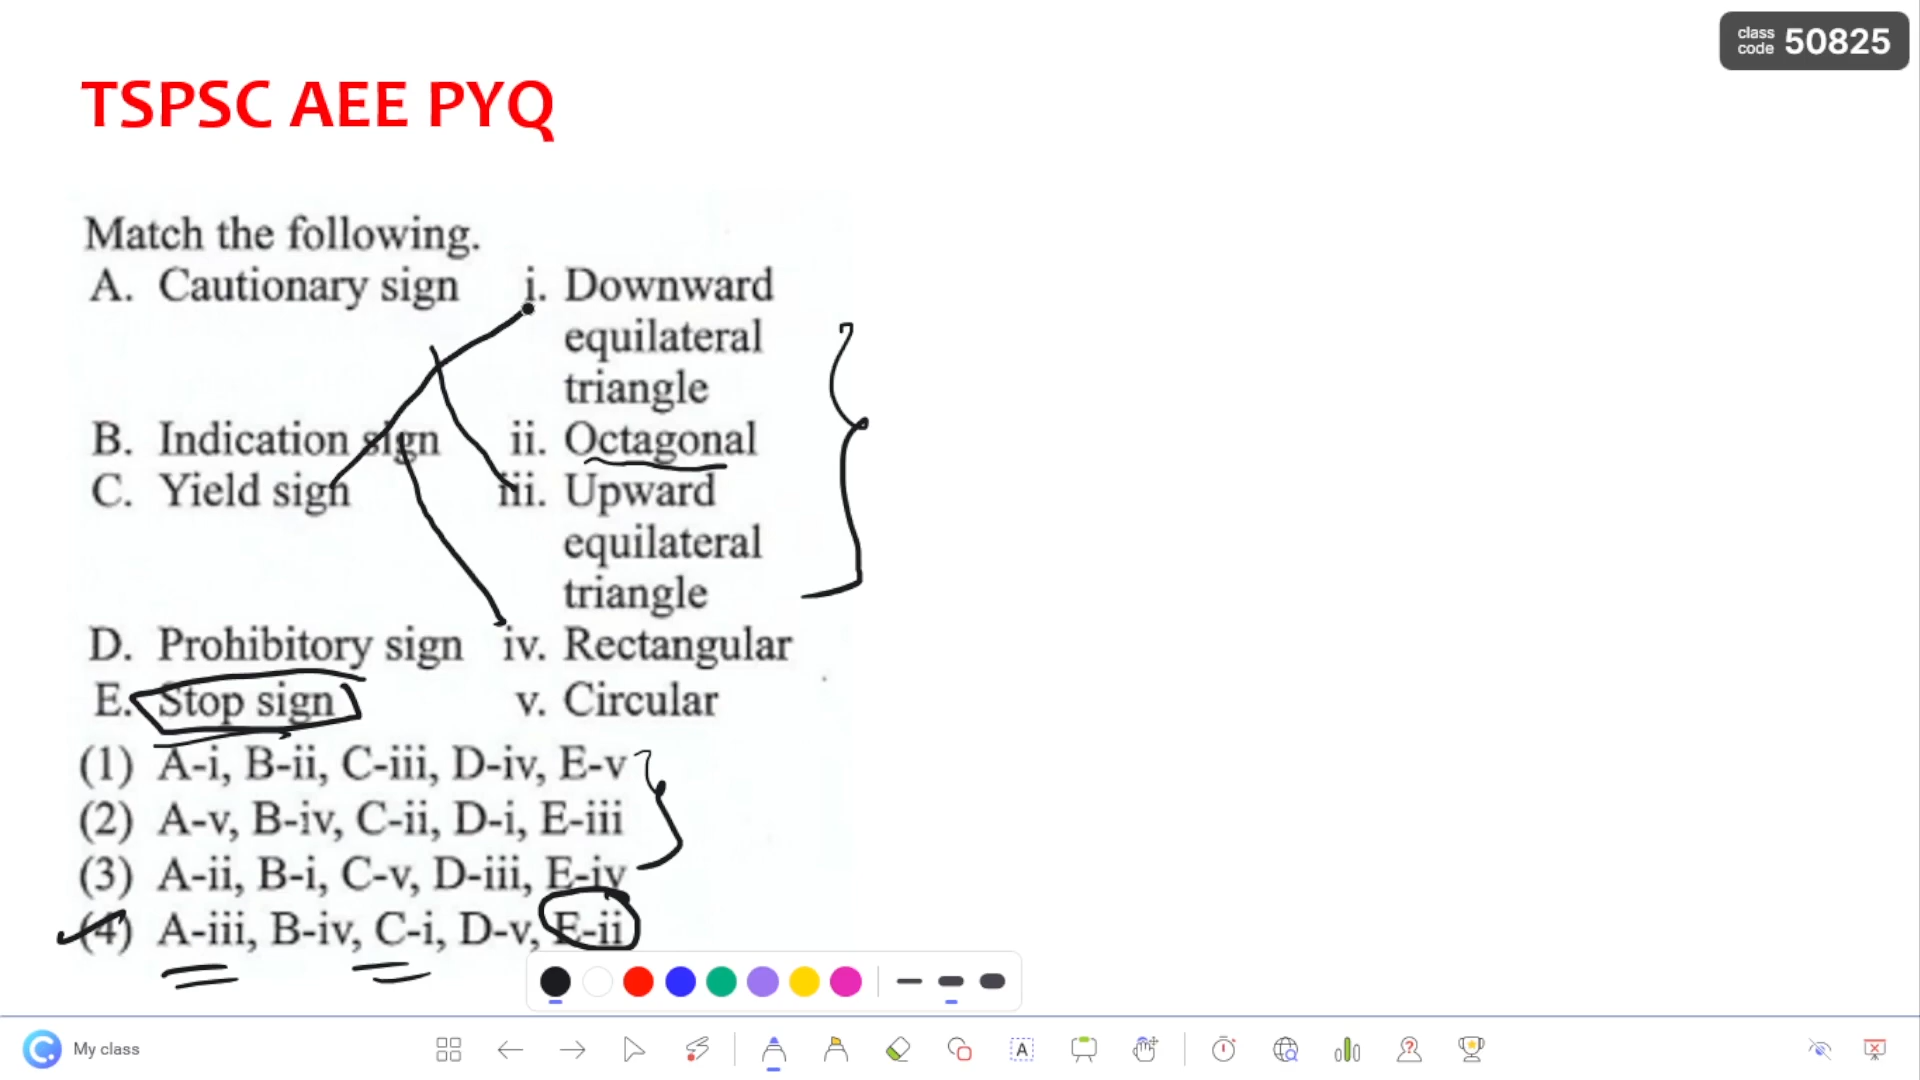 class code 50825
TSPSC AEE PYQ
Match the following.
A. Cautionary sign i. Downward
equilateral
triangle
B. Indication sign ii. Octagonal
C. Yield sign iii. Upward
equilateral
triangle
D. Prohibitory sign iv. Rectangular
E. Stop sign v. Circular
(1) A-i, B-ii, C-iii, D-iv, E-v
(2) A-v, B-iv, C-ii, D-i, E-iii
(3) A-ii, B-i, C-v, D-iii, E-iv
(4) A-iii, B-iv, C-i, D-v, E-ii
My class